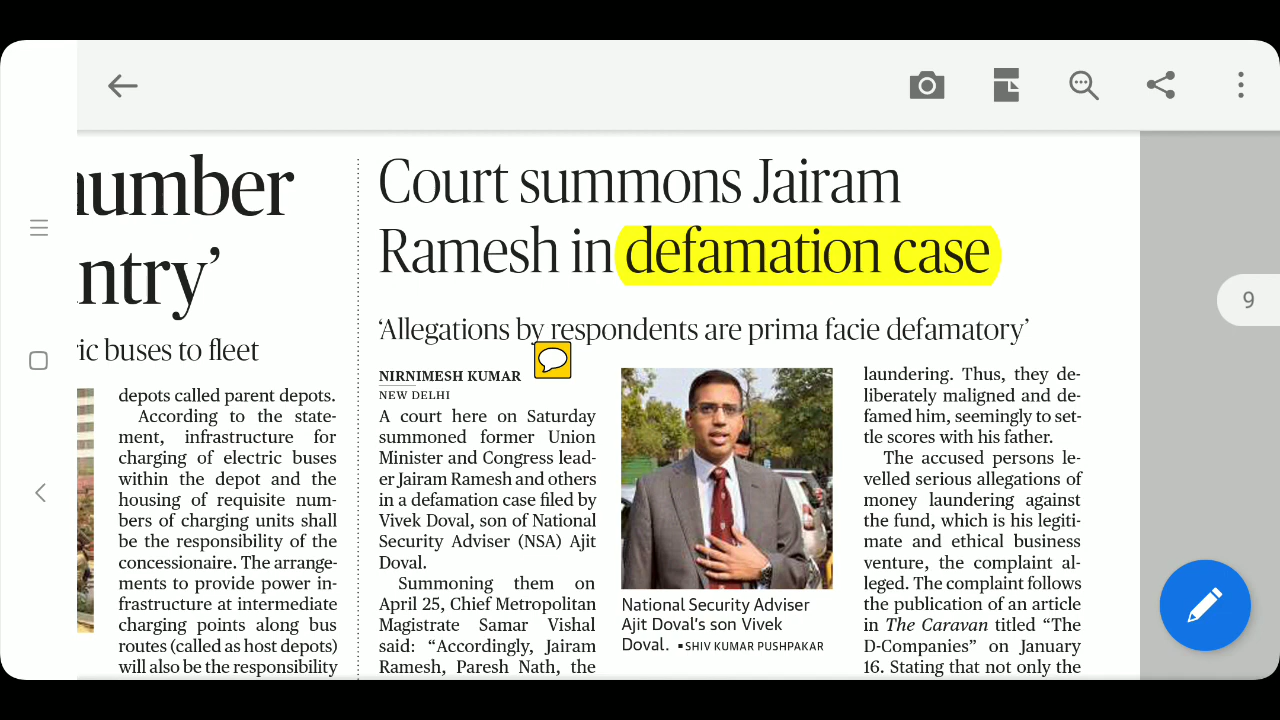 number
ntry’
ric buses to fleet
depots called parent depots.
According to the state-
ment, infrastructure for
charging of electric buses
within the depot and the
housing of requisite num-
bers of charging units shall
be the responsibility of the
concessionaire. The arrange-
ments to provide power in-
frastructure at intermediate
charging points along bus
routes (called as host depots)
will also be the responsibility
Court summons Jairam
Ramesh in defamation case
‘Allegations by respondents are prima facie defamatory’
NIRNIMESH KUMAR
NEW DELHI
A court here on Saturday
summoned former Union
Minister and Congress lead-
er Jairam Ramesh and others
in a defamation case filed by
Vivek Doval, son of National
Security Adviser (NSA) Ajit
Doval.
Summoning them on
April 25, Chief Metropolitan
Magistrate Samar Vishal
said: “Accordingly, Jairam
Ramesh, Paresh Nath, the
National Security Adviser
Ajit Doval’s son Vivek
Doval. ▪SHIV KUMAR PUSHPAKAR
laundering. Thus, they de-
liberately maligned and de-
famed him, seemingly to set-
tle scores with his father.
The accused persons le-
velled serious allegations of
money laundering against
the fund, which is his legiti-
mate and ethical business
venture, the complaint al-
leged. The complaint follows
the publication of an article
in The Caravan titled “The
D-Companies” on January
16. Stating that not only the
9